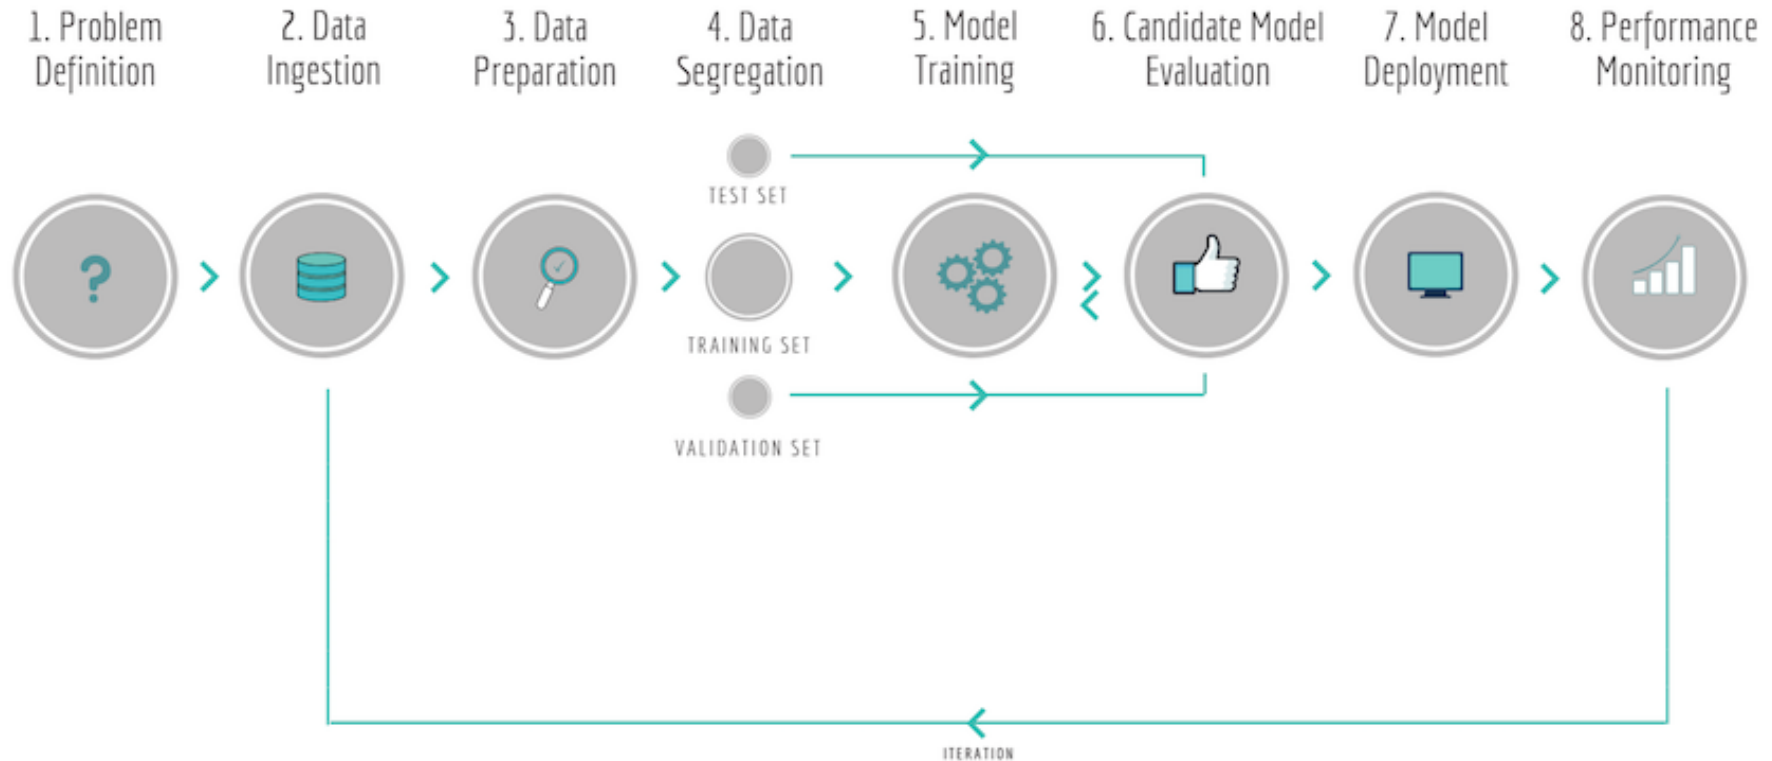 1. Problem
Definition
2. Data
Ingestion
3. Data
Preparation
4. Data
Segregation
5. Model
Training
6. Candidate Model
Evaluation
7. Model
Deployment
8. Performance
Monitoring
TEST SET
?
TRAINING SET
VALIDATION SET
ITERATION